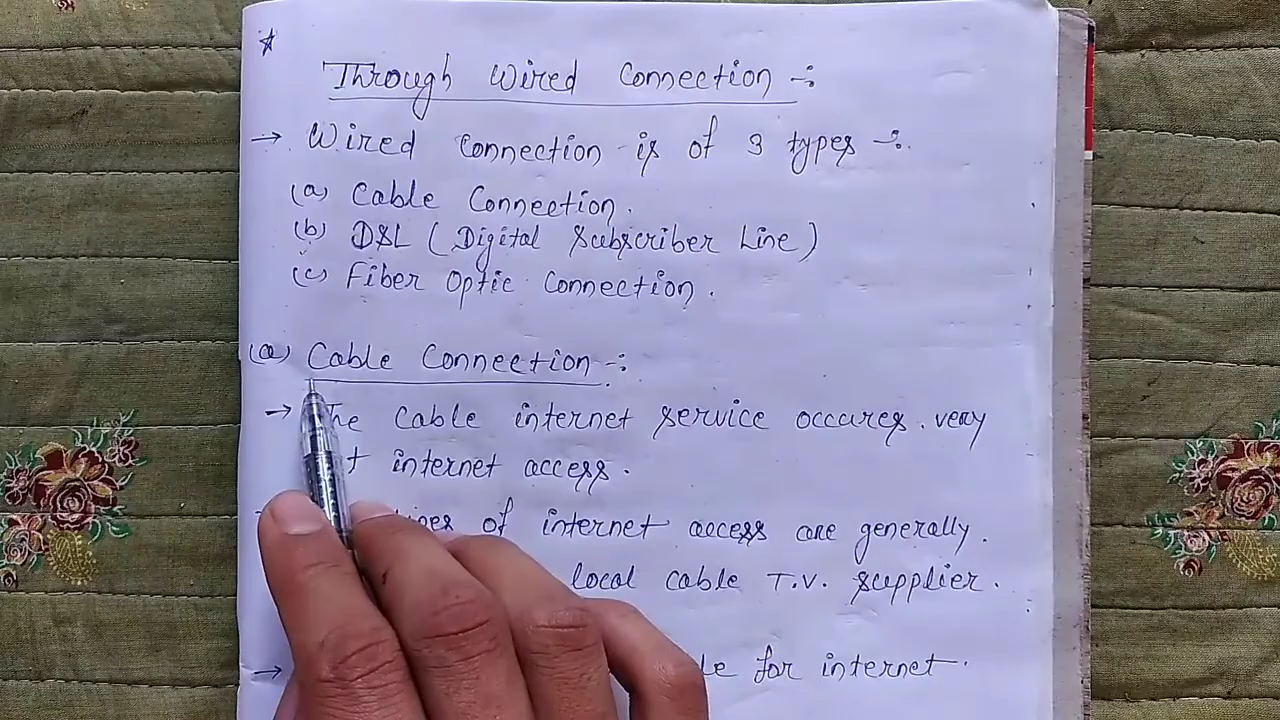 Through Wired Connection -:
→ Wired Connection is of 3 types -:
(a) Cable Connection.
(b) DSL (Digital Subscriber Line)
(c) Fiber Optic Connection.
(a) Cable Connection -:
→ The Cable internet service occures very
internet access.
of internet access are generally.
local cable T.V. supplier.
→ for internet.